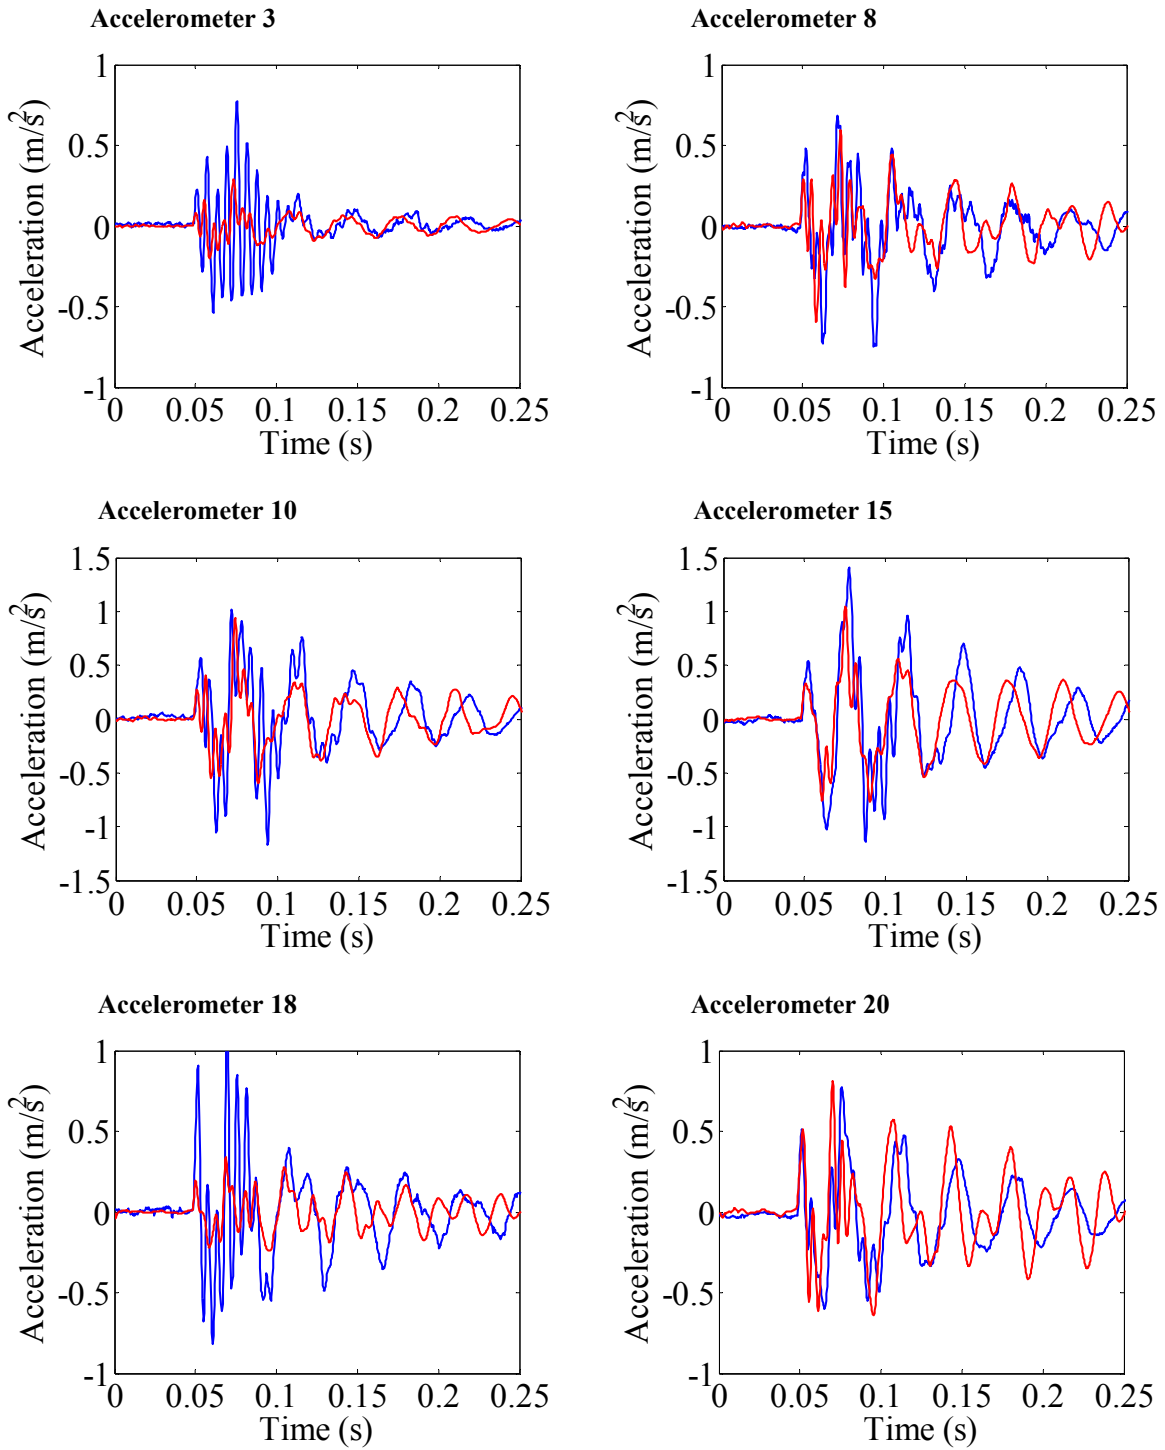 Accelerometer 3
1
0.5
0
-0.5
-1
0 0.05 0.1 0.15 0.2 0.25
Acceleration (m/s²)
Time (s)
Accelerometer 8
1
0.5
0
-0.5
-1
0 0.05 0.1 0.15 0.2 0.25
Acceleration (m/s²)
Time (s)
Accelerometer 10
1.5
1
0.5
0
-0.5
-1
-1.5
0 0.05 0.1 0.15 0.2 0.25
Acceleration (m/s²)
Time (s)
Accelerometer 15
1.5
1
0.5
0
-0.5
-1
-1.5
0 0.05 0.1 0.15 0.2 0.25
Acceleration (m/s²)
Time (s)
Accelerometer 18
1
0.5
0
-0.5
-1
0 0.05 0.1 0.15 0.2 0.25
Acceleration (m/s²)
Time (s)
Accelerometer 20
1
0.5
0
-0.5
-1
0 0.05 0.1 0.15 0.2 0.25
Acceleration (m/s²)
Time (s)